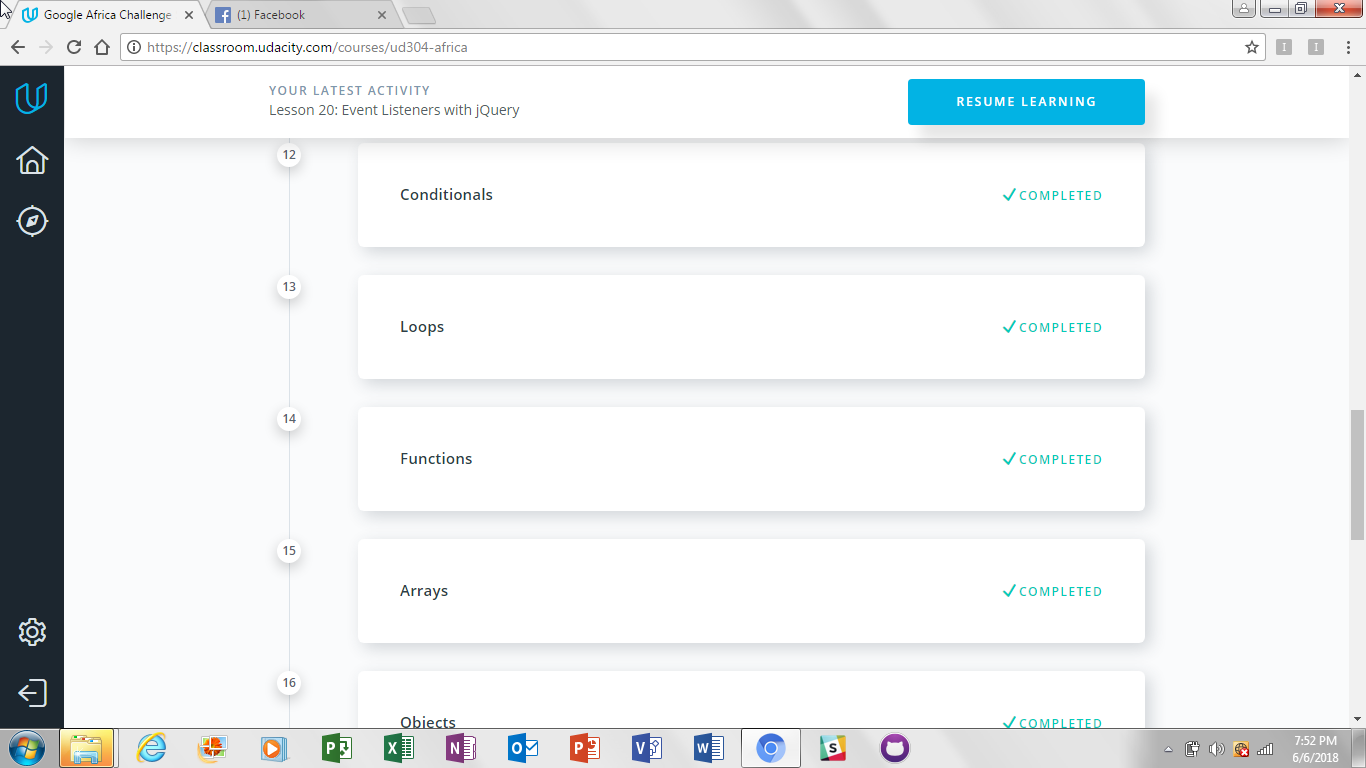 Google Africa Challenge
(1) Facebook
https://classroom.udacity.com/courses/ud304-africa
YOUR LATEST ACTIVITY
Lesson 20: Event Listeners with jQuery
RESUME LEARNING
12
Conditionals
COMPLETED
13
Loops
COMPLETED
14
Functions
COMPLETED
15
Arrays
COMPLETED
16
Objects
COMPLETED
7:52 PM
6/6/2018